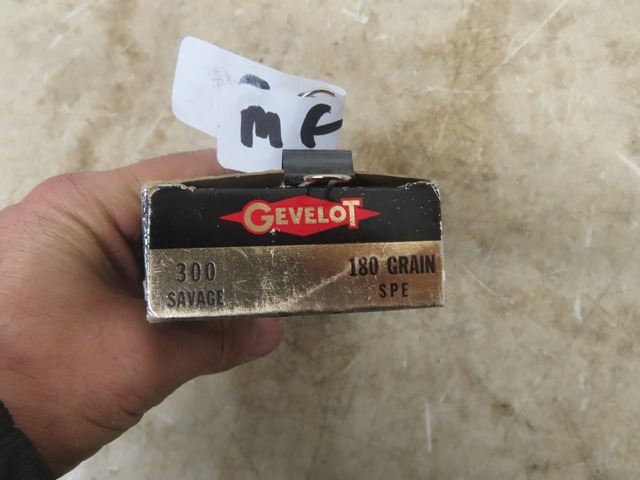 MF
GEVELOT
300
SAVAGE
180 GRAIN
SPE